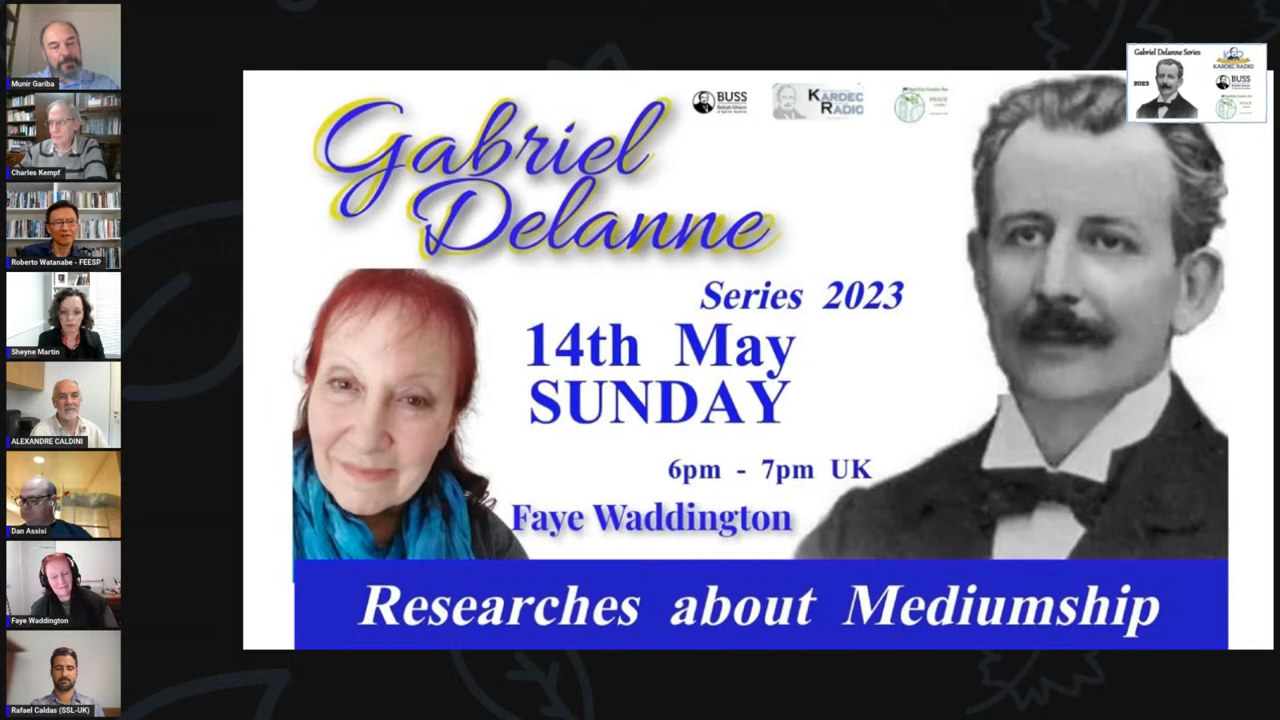 Munir Gariba
Charles Kempf
Roberto Watanabe - FEESP
Sheyne Martin
ALEXANDRE CALDINI
Dan Assisi
Faye Waddington
Rafael Caldas (SSL-UK)
BUSS
KARDEC
RADIO
Gabriel
Delanne
Series 2023
14th May
SUNDAY
6pm - 7pm UK
Faye Waddington
Researches about Mediumship
Gabriel Delanne Series
2023
KARDEC RADIO
BUSS